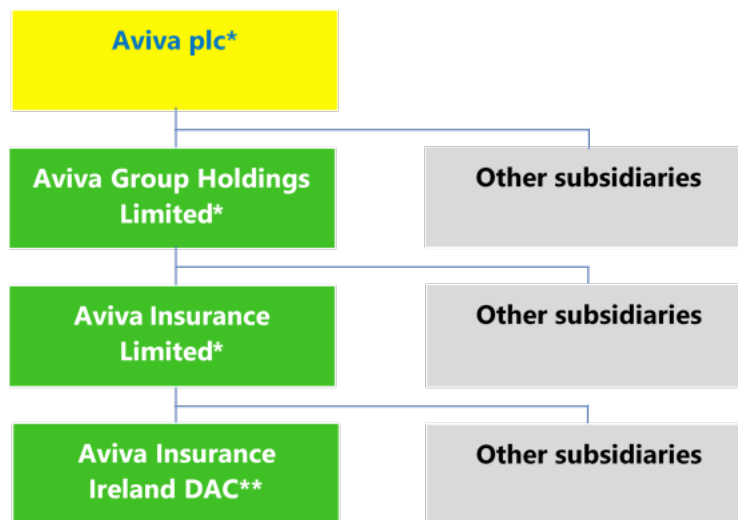 Aviva plc*
Aviva Group Holdings
Limited*
Other subsidiaries
Aviva Insurance
Limited*
Other subsidiaries
Aviva Insurance
Ireland DAC**
Other subsidiaries